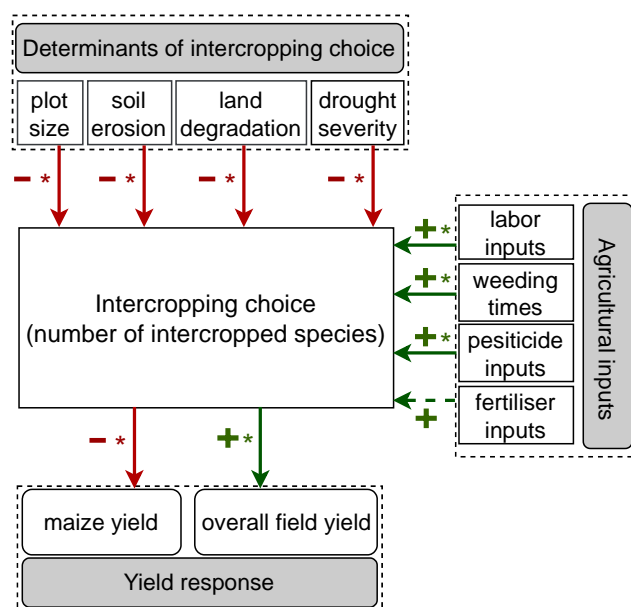 Determinants of intercropping choice
plot
size
soil
erosion
land
degradation
drought
severity
− *
− *
− *
− *
Intercropping choice
(number of intercropped species)
+ *
labor
inputs
+ *
weeding
times
+ *
pesiticide
inputs
+
fertiliser
inputs
Agricultural inputs
− *
+ *
maize yield
overall field yield
Yield response